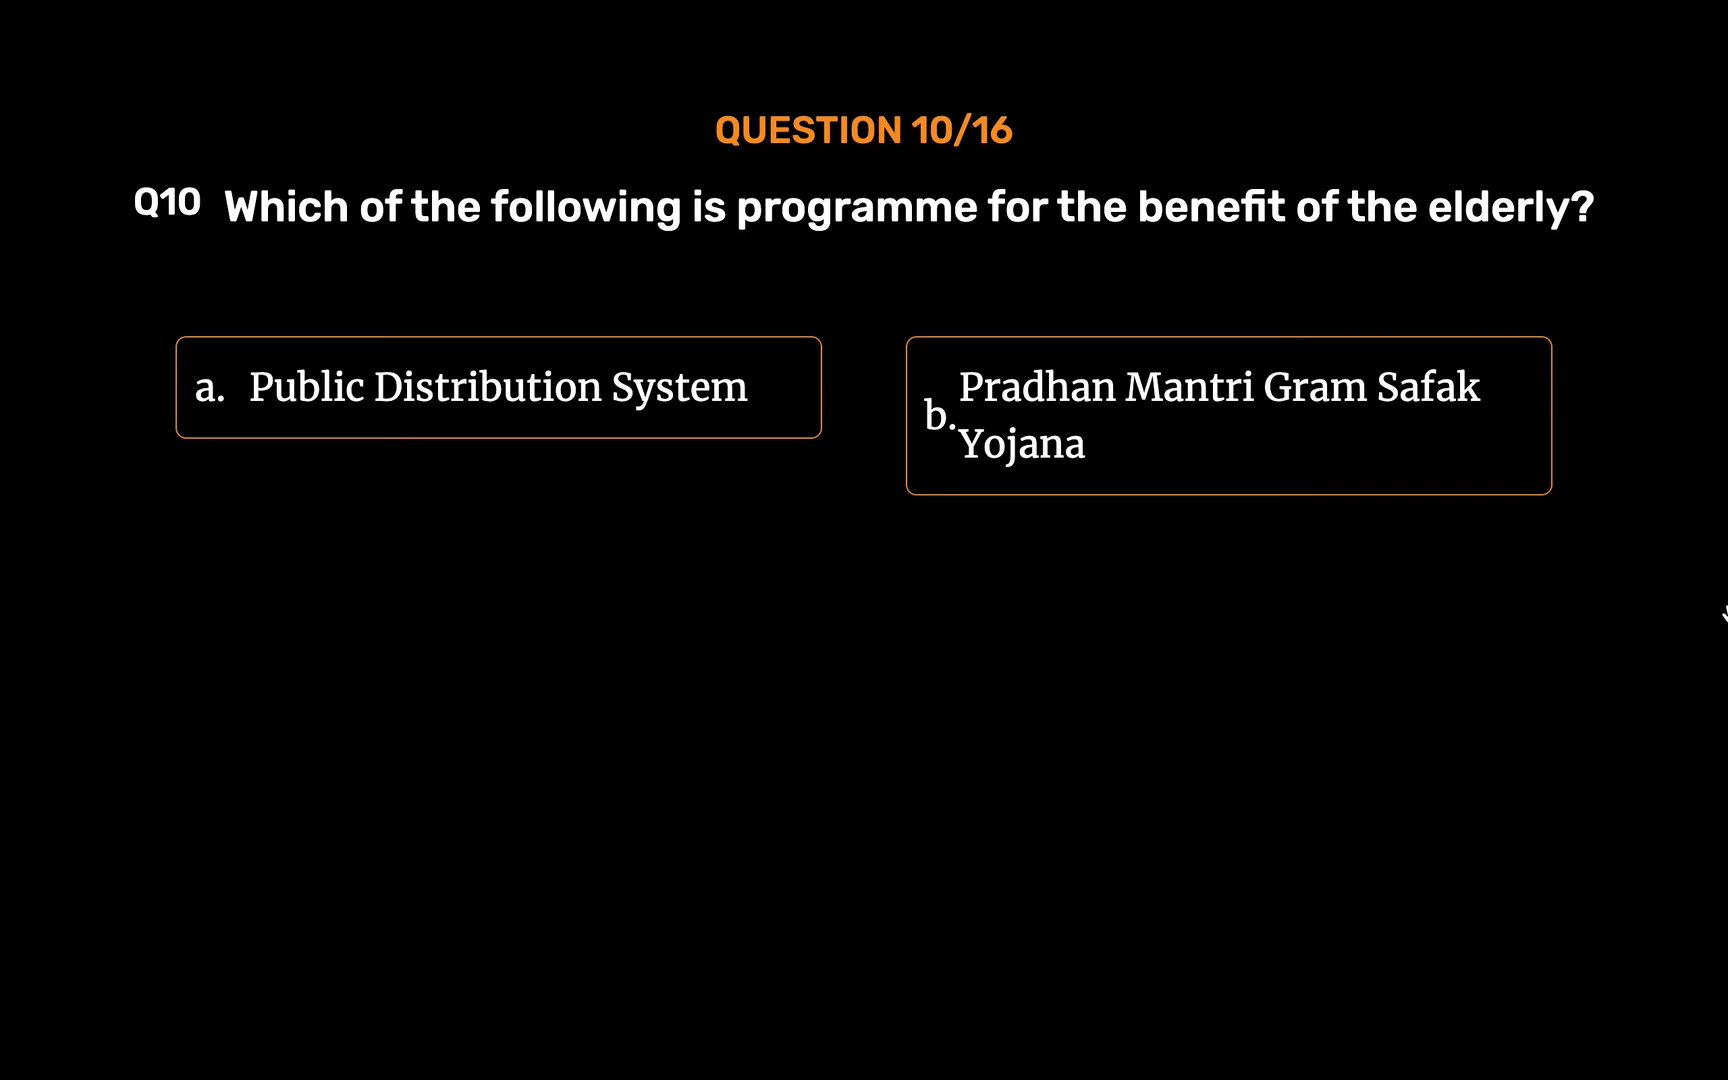 QUESTION 10/16
Q10 Which of the following is programme for the benefit of the elderly?
a. Public Distribution System
b. Pradhan Mantri Gram Safak
Yojana